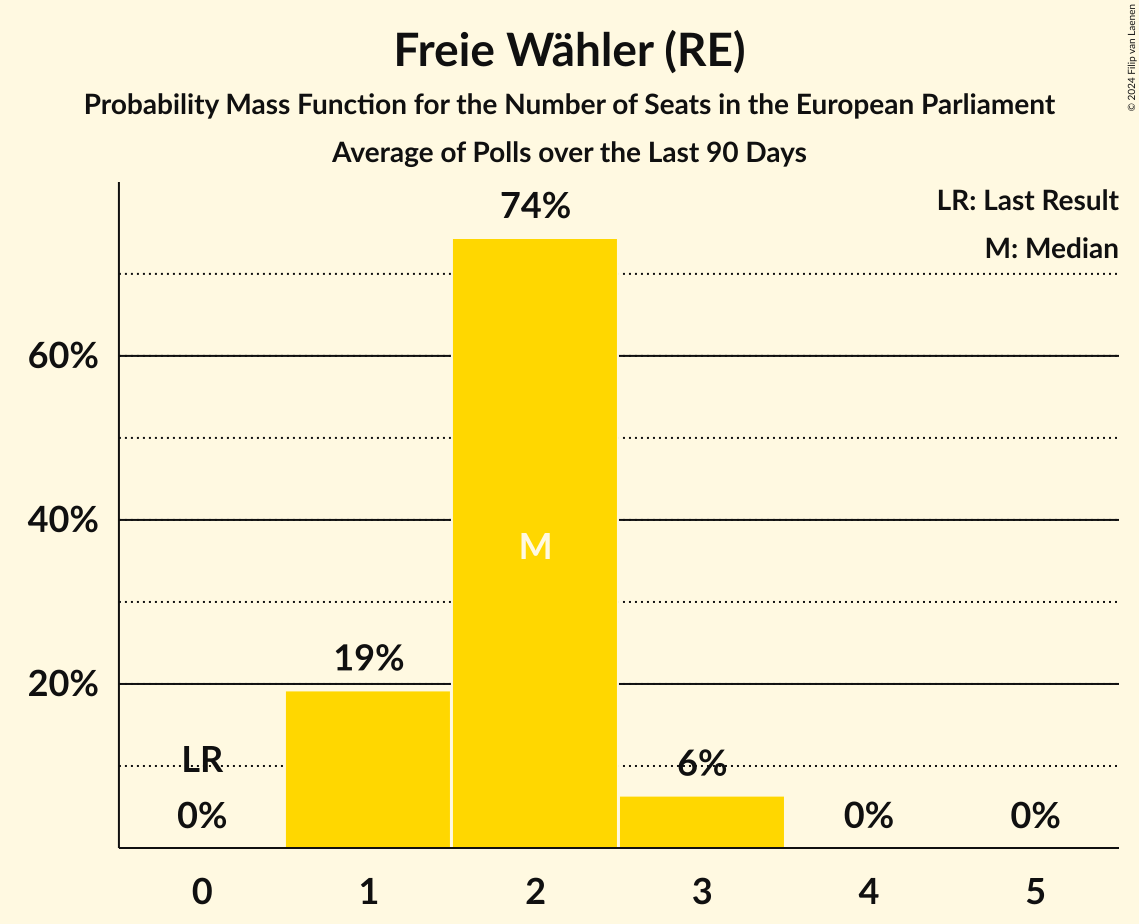 Freie Wähler (RE)
Probability Mass Function for the Number of Seats in the European Parliament
Average of Polls over the Last 90 Days
© 2024 Filip van Laenen
LR: Last Result
M: Median
74%
60%
40%
M
19%
20%
LR
6%
0%
0%
0%
0 1 2 3 4 5